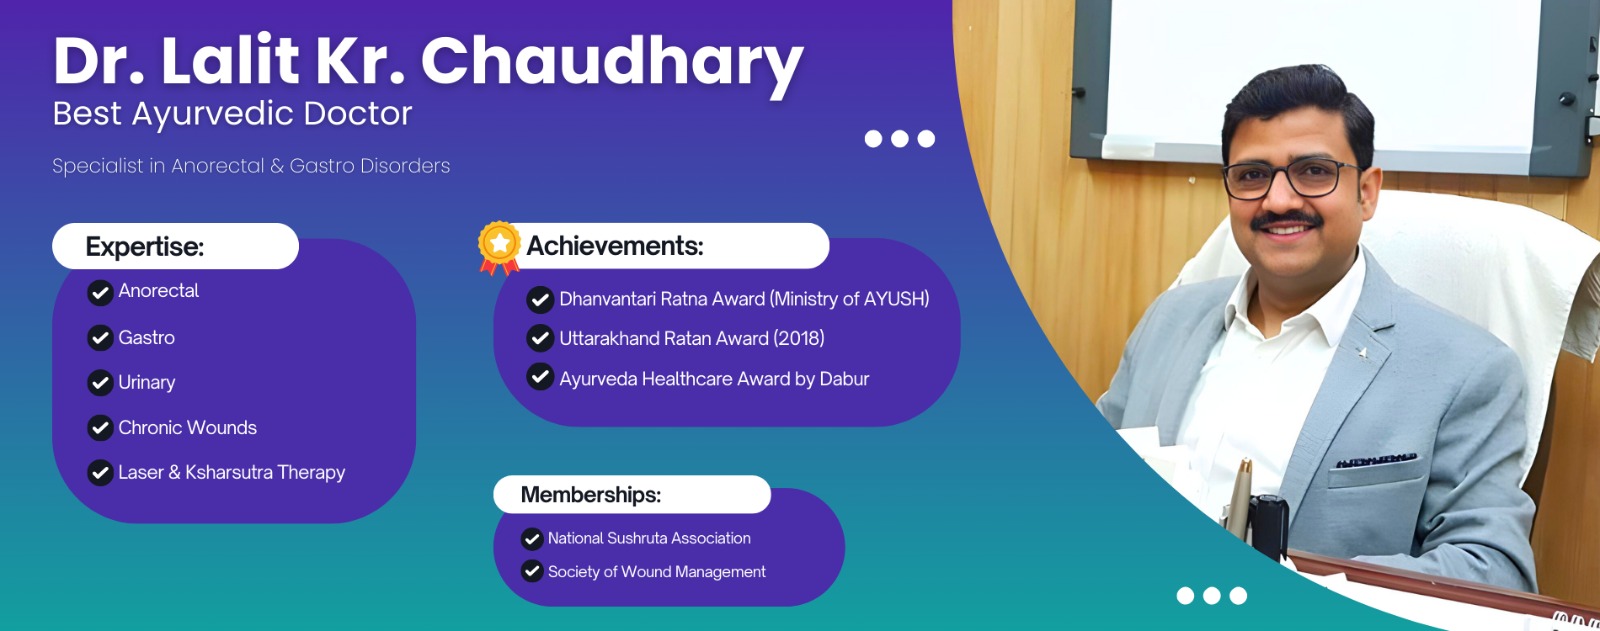 Dr. Lalit Kr. Chaudhary
Best Ayurvedic Doctor
Specialist in Anorectal & Gastro Disorders
Expertise:
Anorectal
Gastro
Urinary
Chronic Wounds
Laser & Ksharsutra Therapy
Achievements:
Dhanvantari Ratna Award (Ministry of AYUSH)
Uttarakhand Ratan Award (2018)
Ayurveda Healthcare Award by Dabur
Memberships:
National Sushruta Association
Society of Wound Management